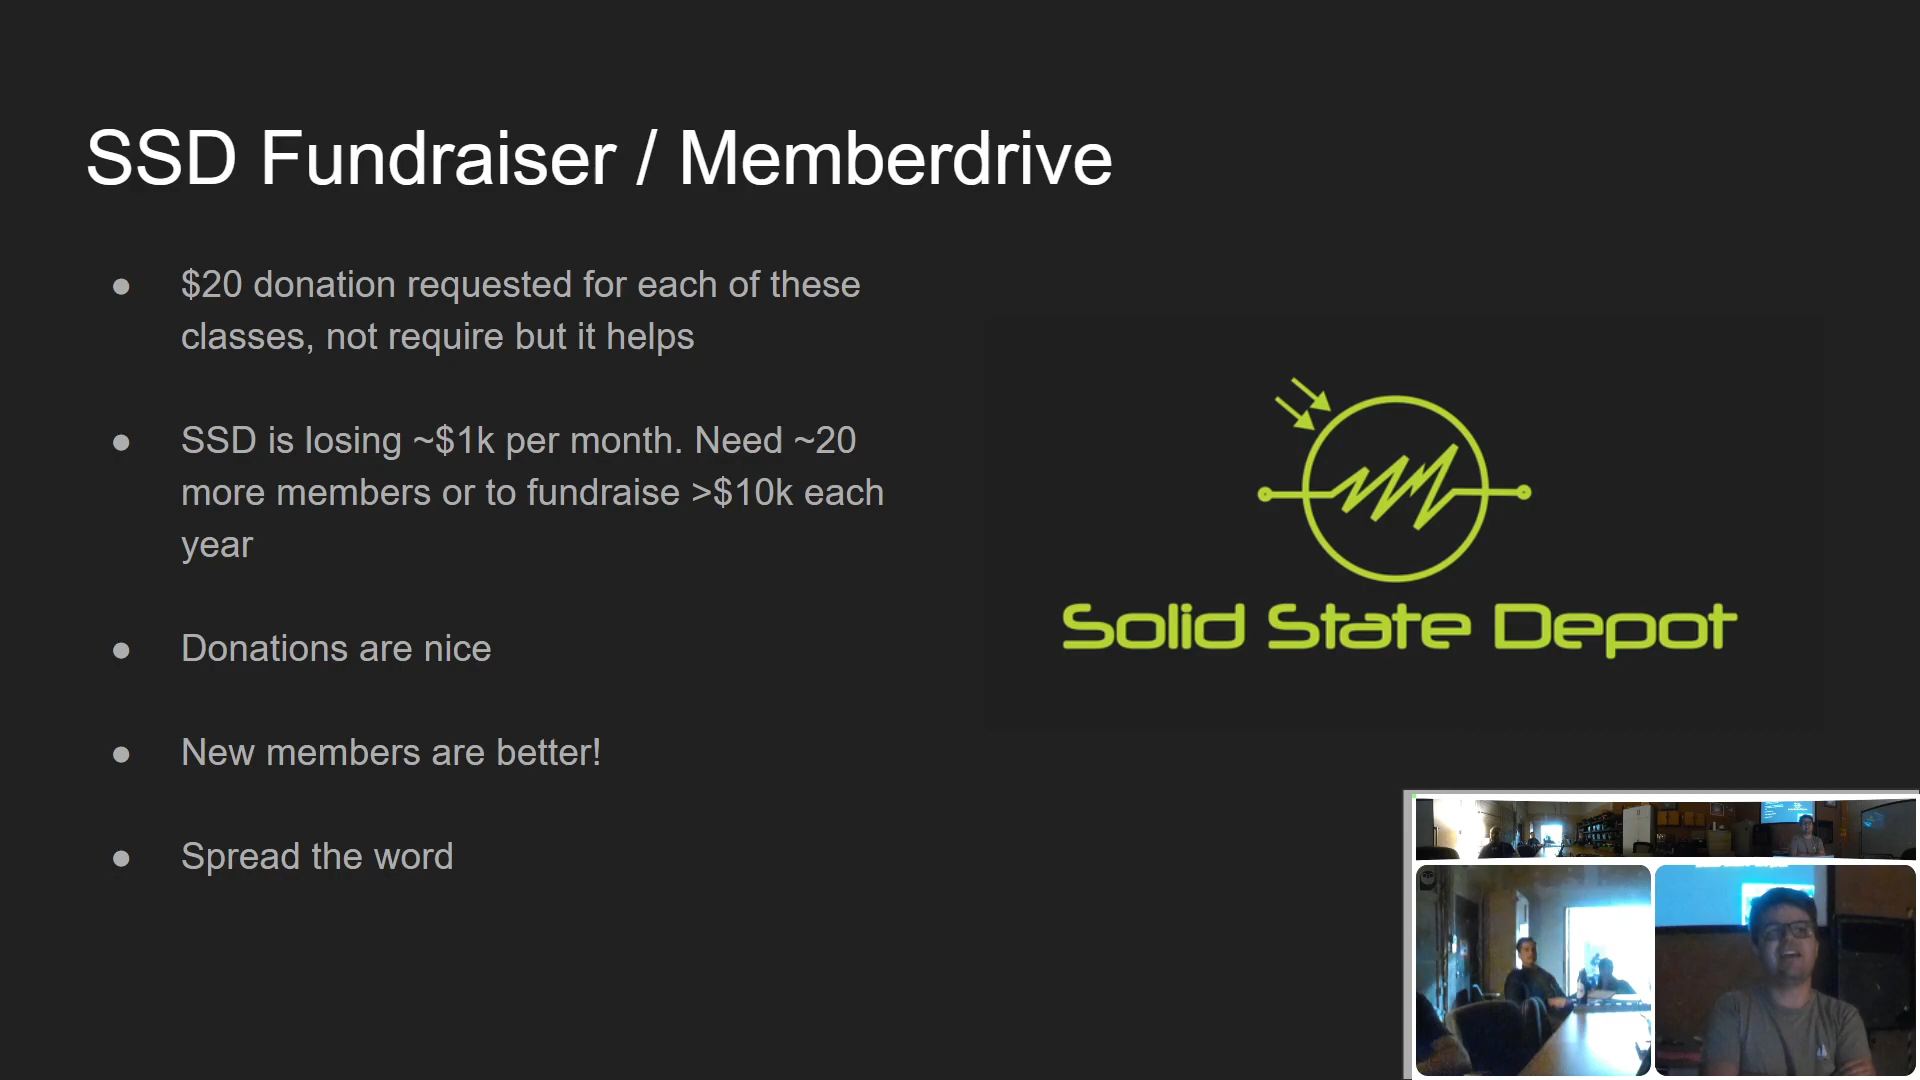 SSD Fundraiser / Memberdrive
● $20 donation requested for each of these
classes, not require but it helps
● SSD is losing ~$1k per month. Need ~20
more members or to fundraise >$10k each
year
● Donations are nice
● New members are better!
● Spread the word
Solid State Depot